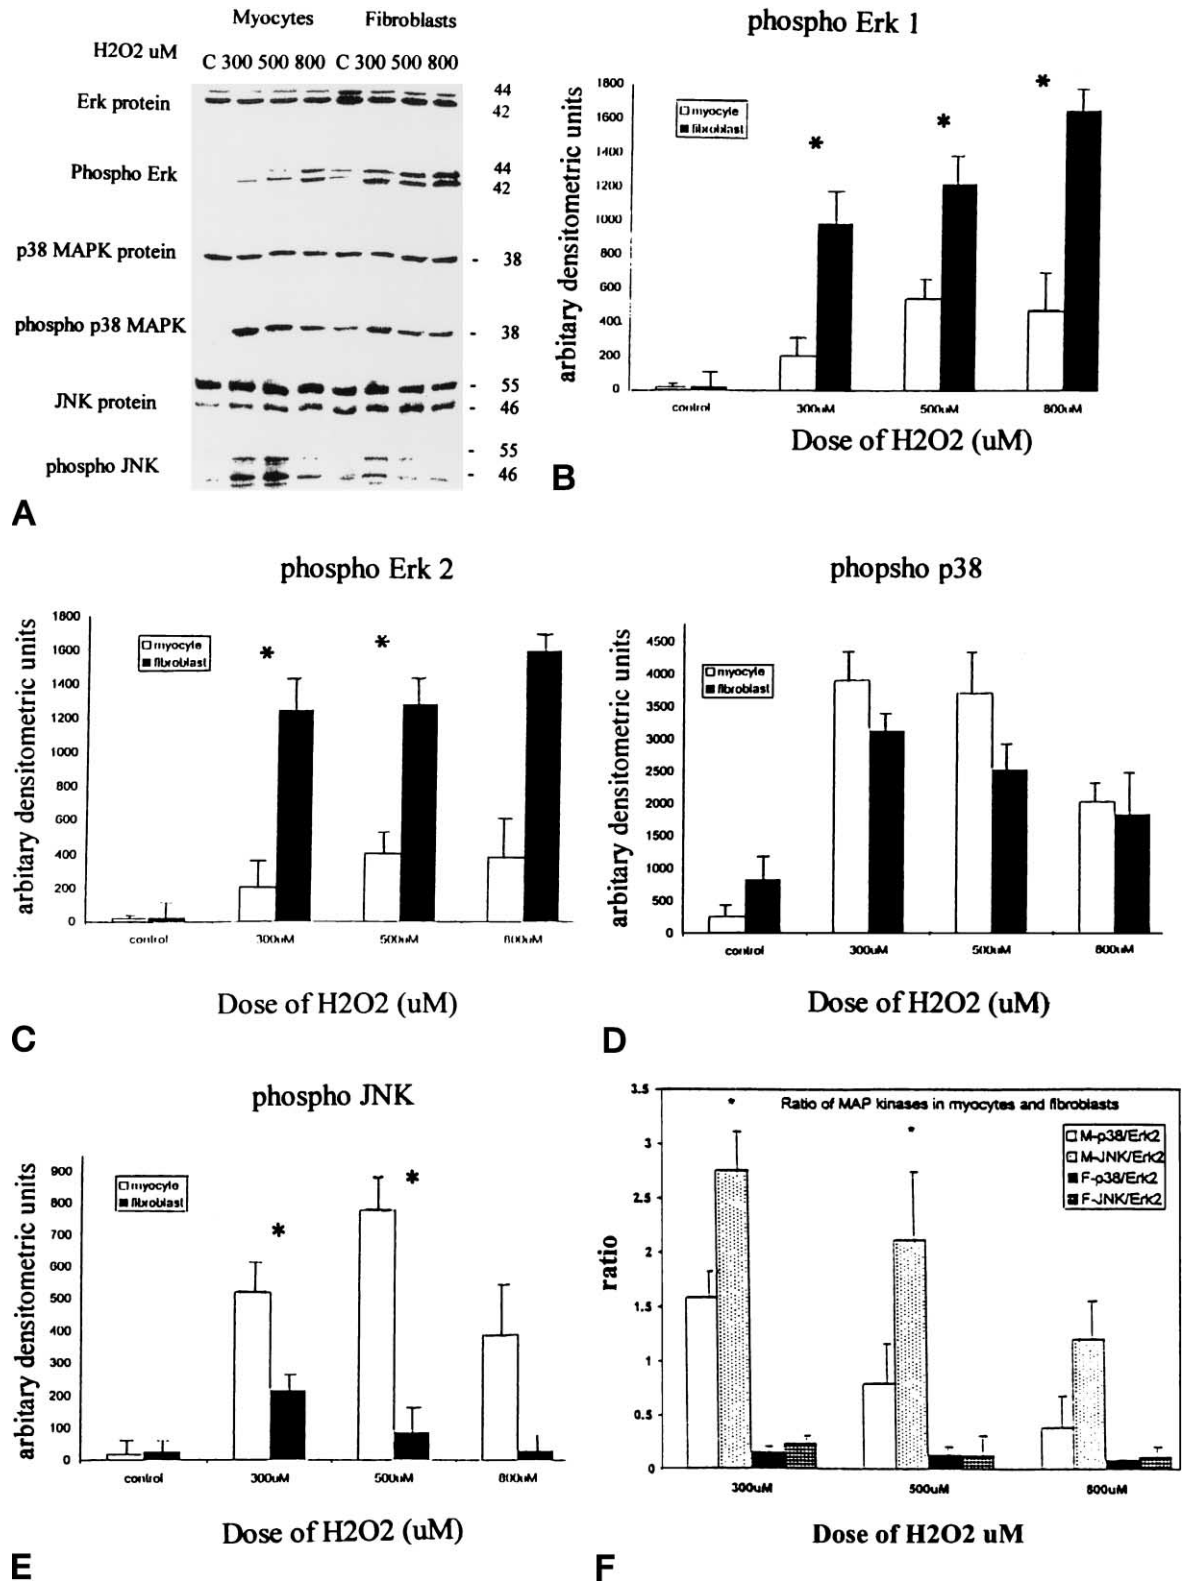 Myocytes Fibroblasts
H2O2 uM
C 300 500 800 C 300 500 800
Erk protein
44
42
Phospho Erk
44
42
p38 MAPK protein
- 38
phospho p38 MAPK
- 38
JNK protein
- 55
- 46
phospho JNK
- 55
- 46
A
phospho Erk 1
arbitary densitometric units
1800
1600
1400
1200
1000
800
600
400
200
0
myocyte
fibroblast
*
*
*
control 300uM 500uM 800uM
Dose of H2O2 (uM)
B
phospho Erk 2
arbitary densitometric units
1800
1600
1400
1200
1000
800
600
400
200
0
myocyte
fibroblast
*
*
control 300uM 500uM 800uM
Dose of H2O2 (uM)
C
phopsho p38
arbitary densitometric units
4500
4000
3500
3000
2500
2000
1500
1000
500
0
myocyte
fibroblast
control 300uM 500uM 800uM
Dose of H2O2 (uM)
D
phospho JNK
arbitary densitometric units
900
800
700
600
500
400
300
200
100
0
myocyte
fibroblast
*
*
control 300uM 500uM 800uM
Dose of H2O2 (uM)
E
Ratio of MAP kinases in myocytes and fibroblasts
ratio
3.5
3
2.5
2
1.5
1
0.5
0
*
*
M-p38/Erk2
M-JNK/Erk2
F-p38/Erk2
F-JNK/Erk2
300uM 500uM 800uM
Dose of H2O2 uM
F